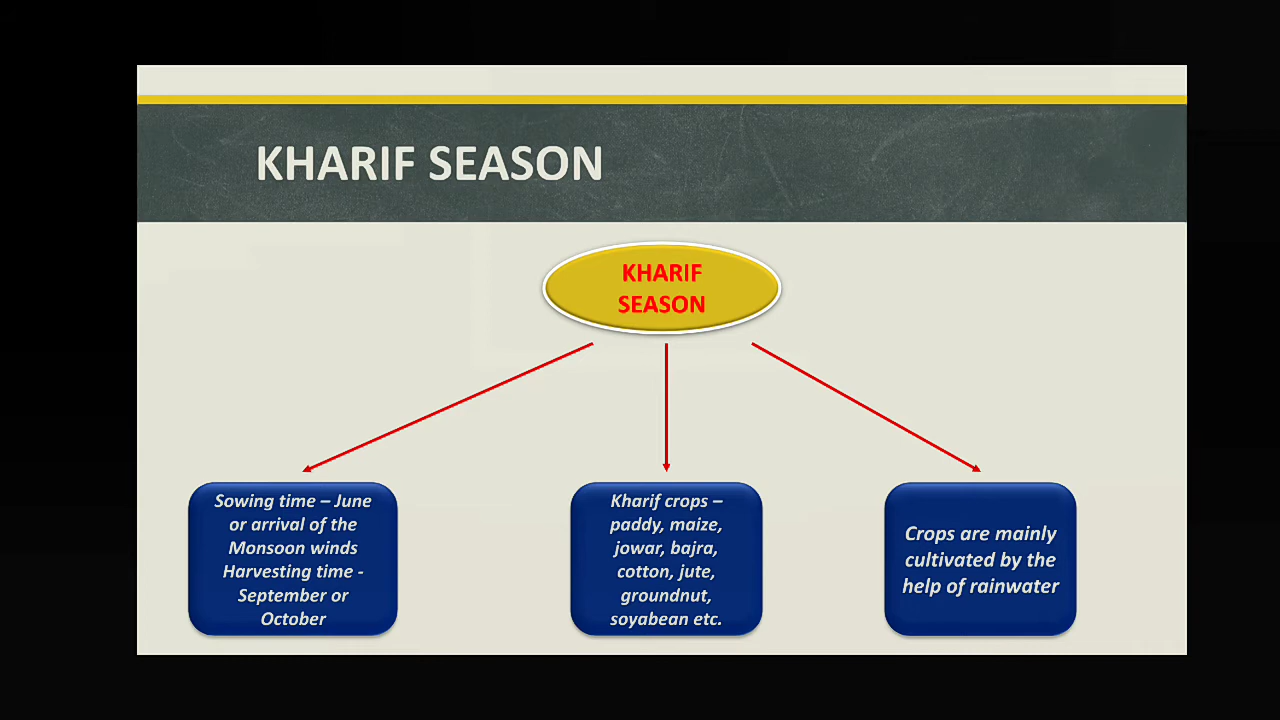 KHARIF SEASON
KHARIF
SEASON
Sowing time – June
or arrival of the
Monsoon winds
Harvesting time -
September or
October
Kharif crops –
paddy, maize,
jowar, bajra,
cotton, jute,
groundnut,
soyabean etc.
Crops are mainly
cultivated by the
help of rainwater